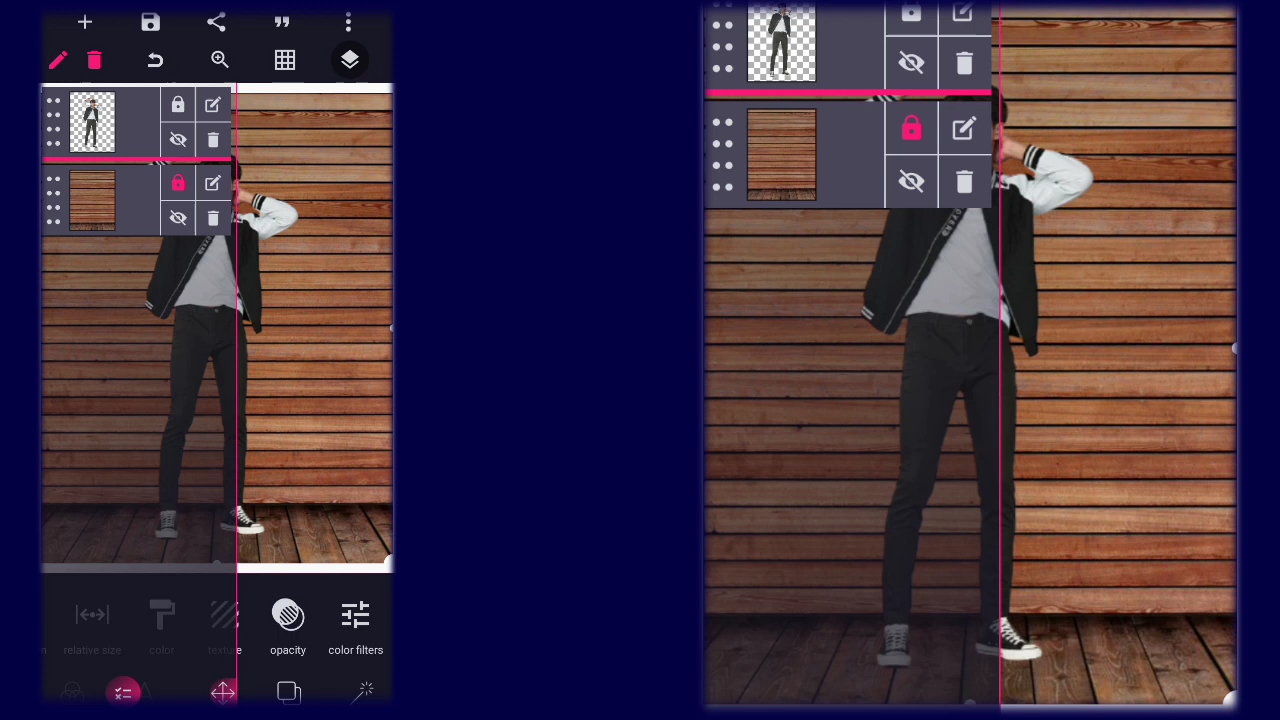 relative size
color
texture
opacity
color filters